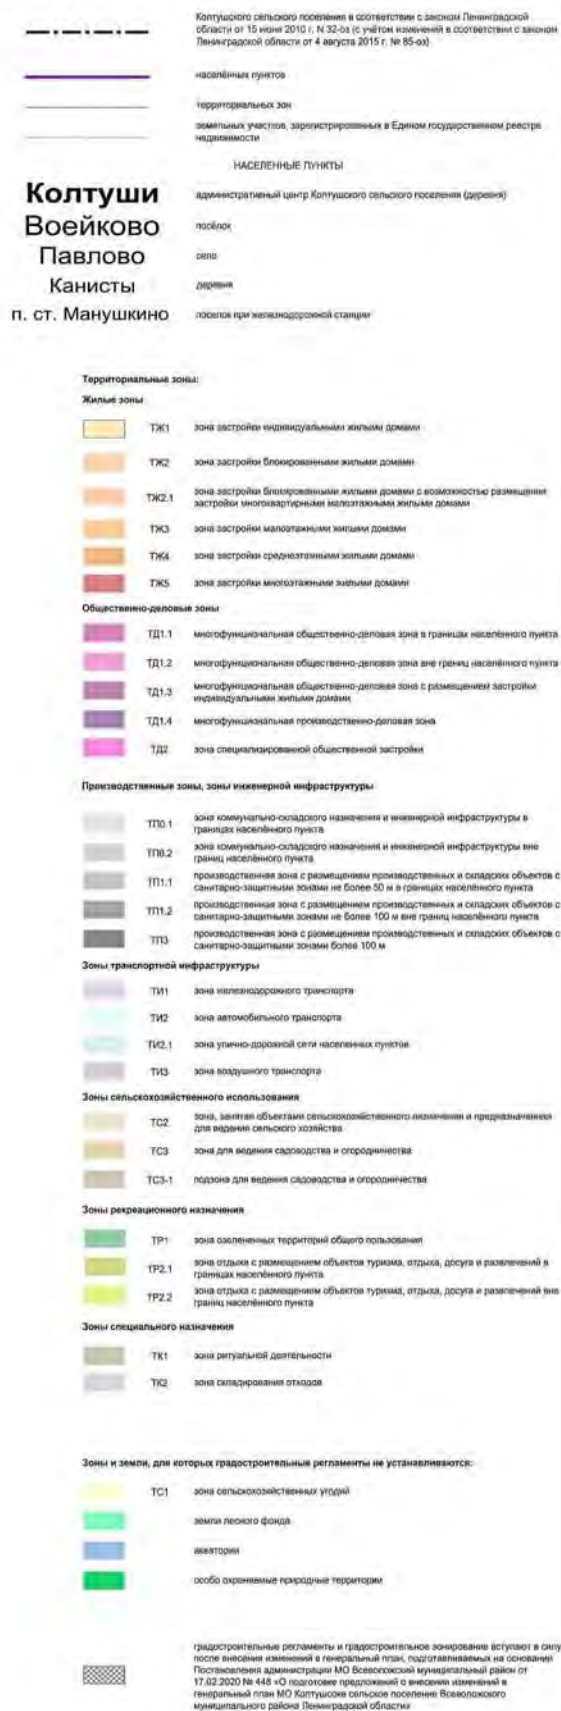 Колтушского сельского поселения в соответствии с законом Ленинградской
области от 15 июня 2010 г. N 32-оз (с учётом изменений в соответствии с законом
Ленинградской области от 4 августа 2015 г. № 85-оз)
населённых пунктов
территориальных зон
земельных участков, зарегистрированных в Едином государственном реестре
недвижимости
НАСЕЛЕННЫЕ ПУНКТЫ
Колтуши административный центр Колтушского сельского поселения (деревня)
Воейково посёлок
Павлово село
Канисты деревня
п. ст. Манушкино поселок при железнодорожной станции
Территориальные зоны:
Жилые зоны
ТЖ1 зона застройки индивидуальными жилыми домами
ТЖ2 зона застройки блокированными жилыми домами
ТЖ2.1 зона застройки блокированными жилыми домами с возможностью размещения
застройки многоквартирными малоэтажными жилыми домами
ТЖ3 зона застройки малоэтажными жилыми домами
ТЖ4 зона застройки среднеэтажными жилыми домами
ТЖ5 зона застройки многоэтажными жилыми домами
Общественно-деловые зоны
ТД1.1 многофункциональная общественно-деловая зона в границах населённого пункта
ТД1.2 многофункциональная общественно-деловая зона вне границ населённого пункта
ТД1.3 многофункциональная общественно-деловая зона с размещением застройки
индивидуальными жилыми домами
ТД1.4 многофункциональная производственно-деловая зона
ТД2 зона специализированной общественной застройки
Производственные зоны, зоны инженерной инфраструктуры
ТП0.1 зона коммунально-складского назначения и инженерной инфраструктуры в
границах населённого пункта
ТП0.2 зона коммунально-складского назначения и инженерной инфраструктуры вне
границ населённого пункта
ТП1.1 производственная зона с размещением производственных и складских объектов с
санитарно-защитными зонами не более 50 м в границах населённого пункта
ТП1.2 производственная зона с размещением производственных и складских объектов с
санитарно-защитными зонами не более 100 м вне границ населённого пункта
ТП3 производственная зона с размещением производственных и складских объектов с
санитарно-защитными зонами более 100 м
Зоны транспортной инфраструктуры
ТИ1 зона железнодорожного транспорта
ТИ2 зона автомобильного транспорта
ТИ2.1 зона улично-дорожной сети населенных пунктов
ТИ3 зона воздушного транспорта
Зоны сельскохозяйственного использования
ТС2 зона, занятая объектами сельскохозяйственного назначения и предназначенная
для ведения сельского хозяйства
ТС3 зона для ведения садоводства и огородничества
ТС3-1 подзона для ведения садоводства и огородничества
Зоны рекреационного назначения
ТР1 зона озелененных территорий общего пользования
ТР2.1 зона отдыха с размещением объектов туризма, отдыха, досуга и развлечений в
границах населённого пункта
ТР2.2 зона отдыха с размещением объектов туризма, отдыха, досуга и развлечений вне
границ населённого пункта
Зоны специального назначения
ТК1 зона ритуальной деятельности
ТК2 зона складирования отходов
Зоны и земли, для которых градостроительные регламенты не устанавливаются:
ТС1 зона сельскохозяйственных угодий
земли лесного фонда
акватории
особо охраняемые природные территории
градостроительные регламенты и градостроительное зонирование вступают в силу
после внесения изменений в генеральный план, подготавливаемых на основании
Постановления администрации МО Всеволожский муниципальный район от
17.02.2020 № 448 «О подготовке предложений о внесении изменений в
генеральный план МО Колтушское сельское поселение Всеволожского
муниципального района Ленинградской области»